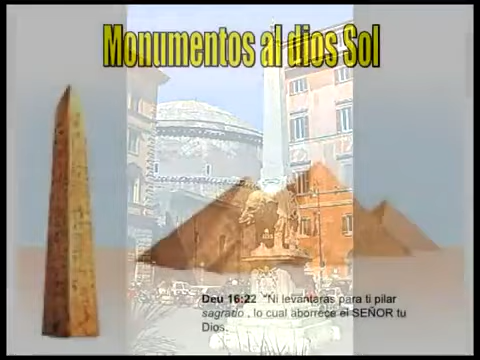 Monumentos al dios Sol
Deu 16:22 "Ni levantaras para ti pilar
sagrado , lo cual aborrece el SEÑOR tu
Dios.